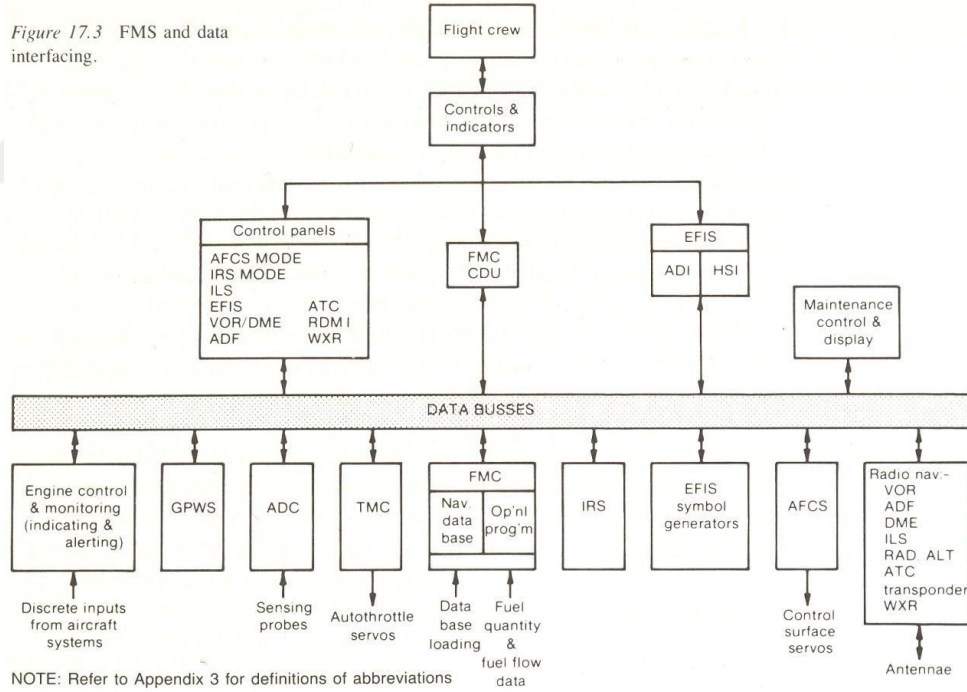 Figure 17.3 FMS and data
interfacing.
Flight crew
Controls &
indicators
Control panels
AFCS MODE
IRS MODE
ILS
EFIS ATC
VOR/DME RDMI
ADF WXR
FMC
CDU
EFIS
ADI HSI
Maintenance
control &
display
DATA BUSSES
Engine control
& monitoring
(indicating &
alerting)
GPWS
ADC
TMC
FMC
Nav.
data
base
Op'nl
prog'm
IRS
EFIS
symbol
generators
AFCS
Radio nav:-
VOR
ADF
DME
ILS
RAD. ALT
ATC
transponder
WXR
Discrete inputs
from aircraft
systems
Sensing
probes
Autothrottle
servos
Data
base
loading
Fuel
quantity
&
fuel flow
data
Control
surface
servos
Antennae
NOTE: Refer to Appendix 3 for definitions of abbreviations